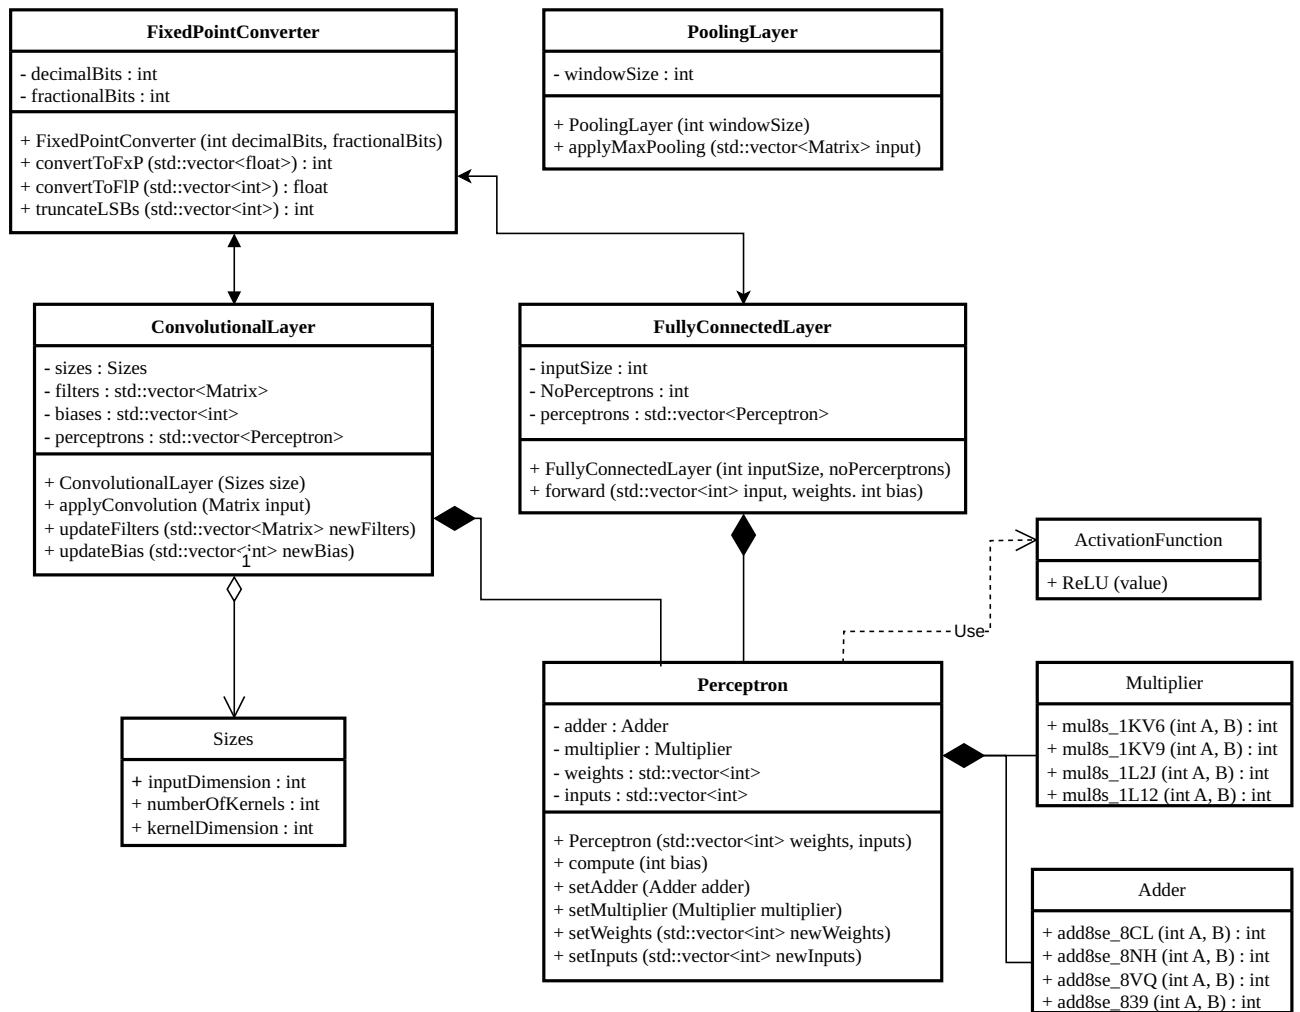 FixedPointConverter
- decimalBits : int
- fractionalBits : int
+ FixedPointConverter (int decimalBits, fractionalBits)
+ convertToFxP (std::vector<float>) : int
+ convertToFlP (std::vector<int>) : float
+ truncateLSBs (std::vector<int>) : int
PoolingLayer
- windowSize : int
+ PoolingLayer (int windowSize)
+ applyMaxPooling (std::vector<Matrix> input)
ConvolutionalLayer
- sizes : Sizes
- filters : std::vector<Matrix>
- biases : std::vector<int>
- perceptrons : std::vector<Perceptron>
+ ConvolutionalLayer (Sizes size)
+ applyConvolution (Matrix input)
+ updateFilters (std::vector<Matrix> newFilters)
+ updateBias (std::vector<int> newBias)
1
FullyConnectedLayer
- inputSize : int
- NoPerceptrons : int
- perceptrons : std::vector<Perceptron>
+ FullyConnectedLayer (int inputSize, noPercerptrons)
+ forward (std::vector<int> input, weights. int bias)
ActivationFunction
+ ReLU (value)
Use
Sizes
+ inputDimension : int
+ numberOfKernels : int
+ kernelDimension : int
Perceptron
- adder : Adder
- multiplier : Multiplier
- weights : std::vector<int>
- inputs : std::vector<int>
+ Perceptron (std::vector<int> weights, inputs)
+ compute (int bias)
+ setAdder (Adder adder)
+ setMultiplier (Multiplier multiplier)
+ setWeights (std::vector<int> newWeights)
+ setInputs (std::vector<int> newInputs)
Multiplier
+ mul8s_1KV6 (int A, B) : int
+ mul8s_1KV9 (int A, B) : int
+ mul8s_1L2J (int A, B) : int
+ mul8s_1L12 (int A, B) : int
Adder
+ add8se_8CL (int A, B) : int
+ add8se_8NH (int A, B) : int
+ add8se_8VQ (int A, B) : int
+ add8se_839 (int A, B) : int